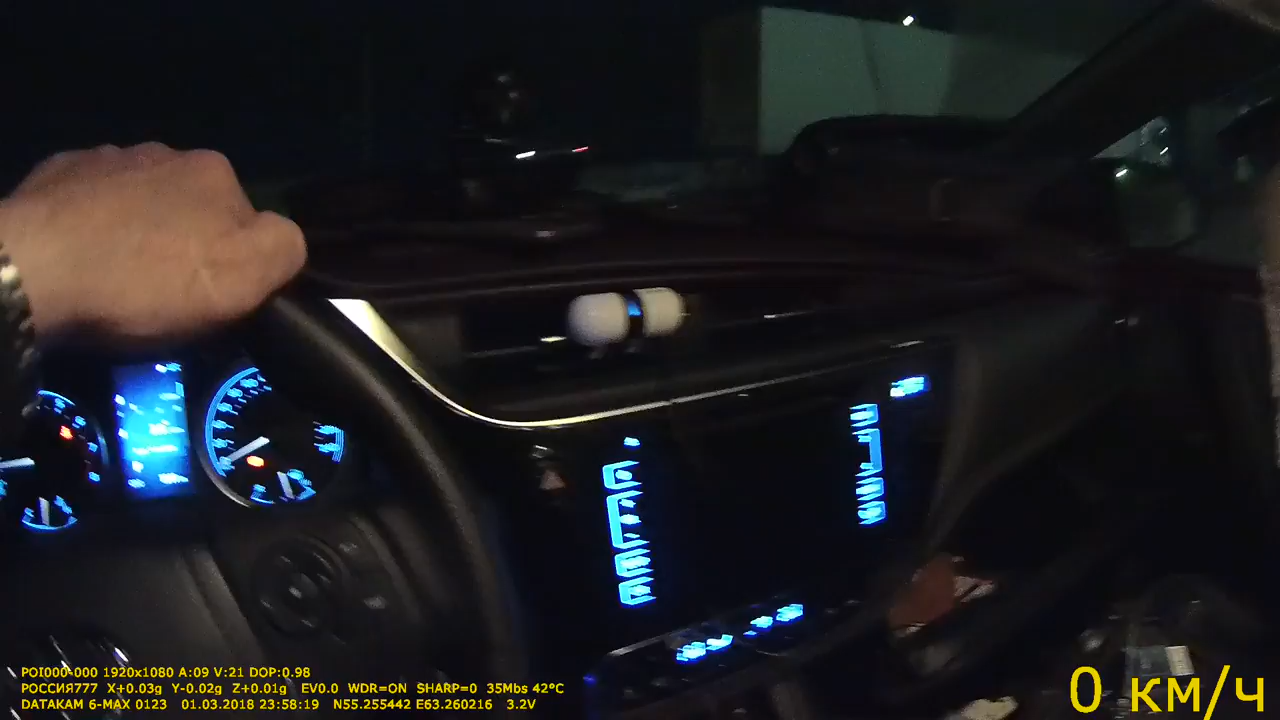 POI000-000 1920x1080 A:09 V:21 DOP:0.98
РОССИЯ777 X+0.03g Y-0.02g Z+0.01g EV0.0 WDR=ON SHARP=0 35Mbs 42°C
DATAKAM 6-MAX 0123 01.03.2018 23:58:19 N55.255442 E63.260216 3.2V
0 км/ч